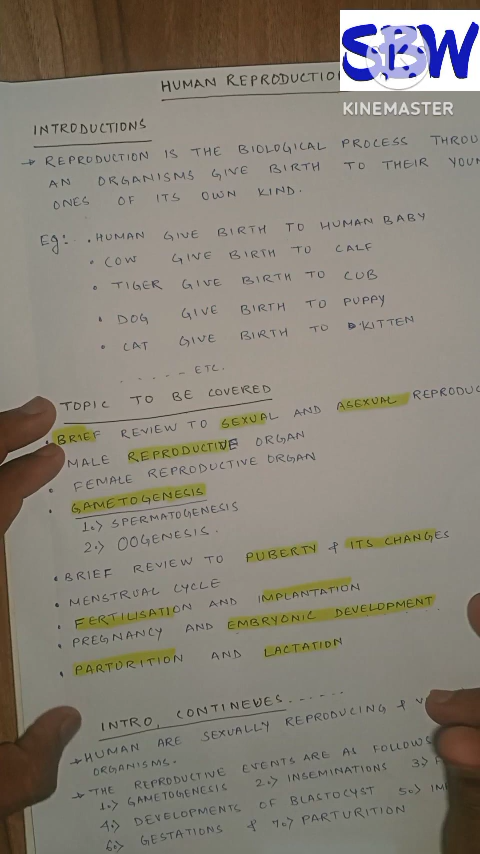 SBW
KINEMASTER
HUMAN REPRODUCTIO
INTRODUCTIONS
→ REPRODUCTION IS THE BIOLOGICAL PROCESS THROU
AN ORGANISMS GIVE BIRTH TO THEIR YOUN
ONES OF ITS OWN KIND.
Eg:- • HUMAN GIVE BIRTH TO HUMAN BABY
• COW GIVE BIRTH TO CALF
• TIGER GIVE BIRTH TO CUB
• DOG GIVE BIRTH TO PUPPY
• CAT GIVE BIRTH TO KITTEN
. . . . . . ETC.
TOPIC TO BE COVERED
• BRIEF REVIEW TO SEXUAL AND ASEXUAL REPRODUC
• MALE REPRODUCTIVE ORGAN
• FEMALE REPRODUCTIVE ORGAN
• GAMETOGENESIS
1.> SPERMATOGENESIS
2.> OOGENESIS.
• BRIEF REVIEW TO PUBERTY & ITS CHANGES
• MENSTRUAL CYCLE
• FERTILISATION AND IMPLANTATION
• PREGNANCY AND EMBRYONIC DEVELOPMENT
• PARTURITION AND LACTATION
INTRO, CONTINEUES......
→ HUMAN ARE SEXUALLY REPRODUCING & V
ORGANISMS.
→ THE REPRODUCTIVE EVENTS ARE AS FOLLOWS
1.> GAMETOGENESIS 2.> INSEMINATIONS 3.> F
4.> DEVELOPMENTS OF BLASTOCYST 5.> IM
6.> GESTATIONS & 7.> PARTURITION